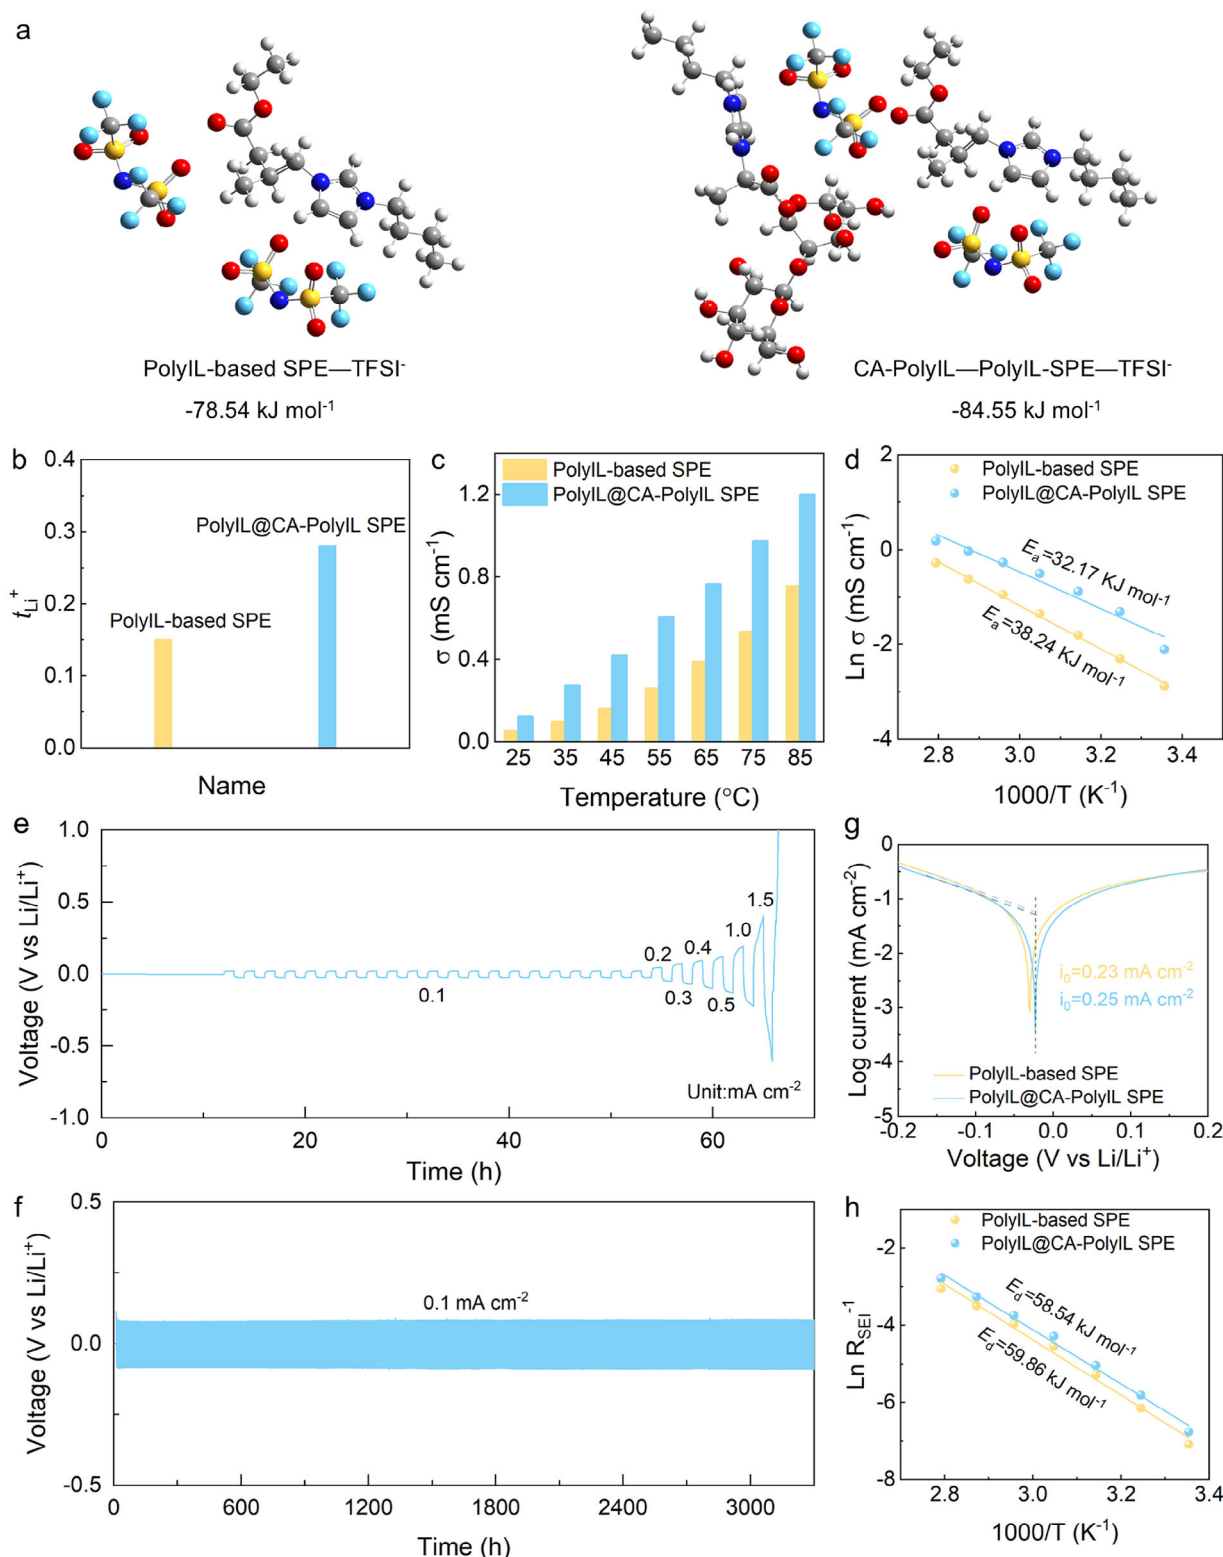 a
PolyIL-based SPE—TFSI⁻
-78.54 kJ mol⁻¹
CA-PolyIL—PolyIL-SPE—TFSI⁻
-84.55 kJ mol⁻¹
b
0.4
0.3
0.2
0.1
0.0
t_Li⁺
PolyIL@CA-PolyIL SPE
PolyIL-based SPE
Name
c
PolyIL-based SPE
PolyIL@CA-PolyIL SPE
1.2
0.8
0.4
0.0
σ (mS cm⁻¹)
25 35 45 55 65 75 85
Temperature (°C)
d
PolyIL-based SPE
PolyIL@CA-PolyIL SPE
2
0
-2
-4
Ln σ (mS cm⁻¹)
Eₐ=32.17 KJ mol⁻¹
Eₐ=38.24 KJ mol⁻¹
2.8 3.0 3.2 3.4
1000/T (K⁻¹)
e
1.0
0.5
0.0
-0.5
-1.0
Voltage (V vs Li/Li⁺)
0.1
0.2
0.3
0.4
0.5
1.0
1.5
Unit:mA cm⁻²
0 20 40 60
Time (h)
g
0
-1
-2
-3
-4
-5
Log current (mA cm⁻²)
i₀=0.23 mA cm⁻²
i₀=0.25 mA cm⁻²
PolyIL-based SPE
PolyIL@CA-PolyIL SPE
-0.2 -0.1 0.0 0.1 0.2
Voltage (V vs Li/Li⁺)
f
0.5
0.0
-0.5
Voltage (V vs Li/Li⁺)
0.1 mA cm⁻²
0 600 1200 1800 2400 3000
Time (h)
h
PolyIL-based SPE
PolyIL@CA-PolyIL SPE
-2
-4
-6
-8
Ln R_SEI⁻¹
E_d=58.54 kJ mol⁻¹
E_d=59.86 kJ mol⁻¹
2.8 3.0 3.2 3.4
1000/T (K⁻¹)